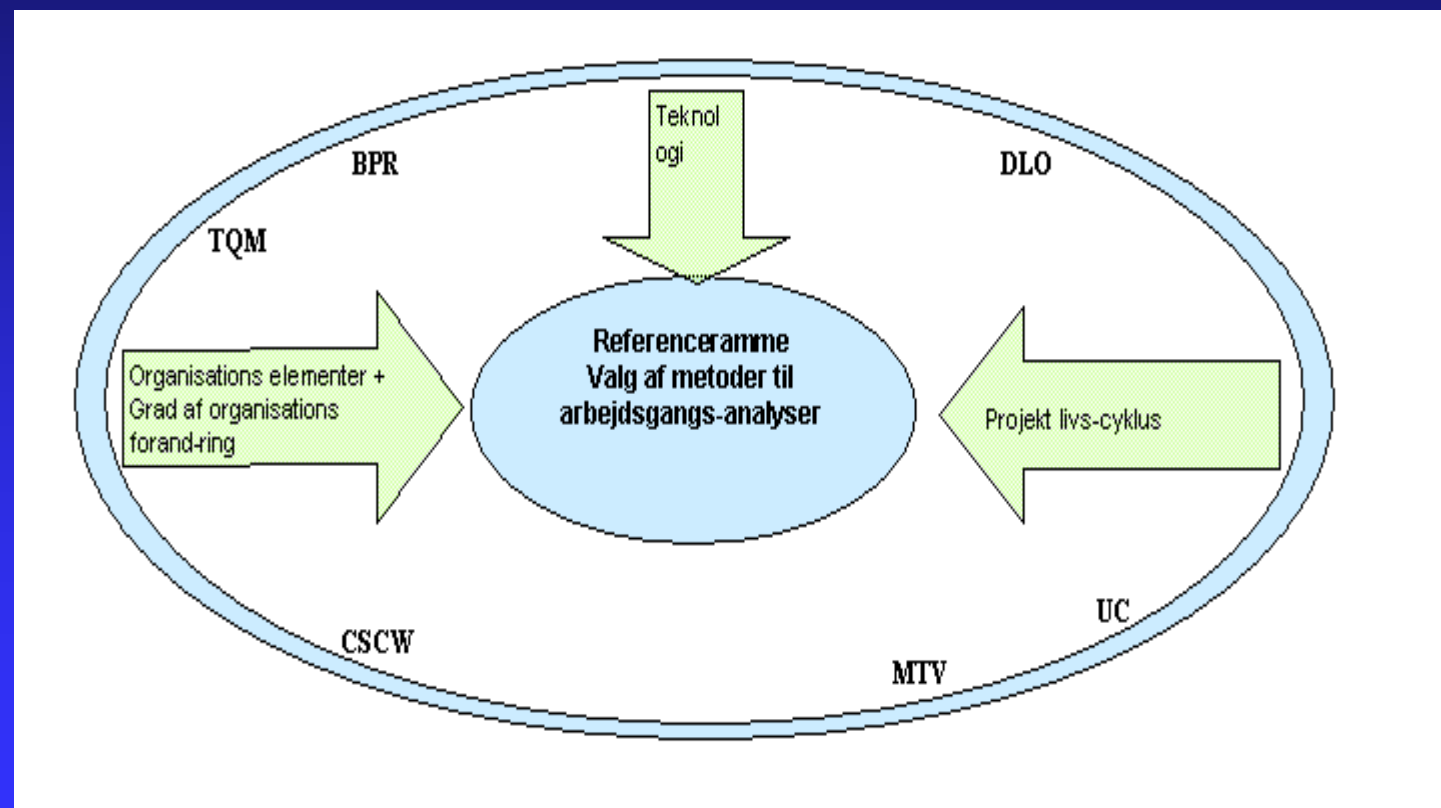 Teknol
ogi
BPR
DLO
TQM
Referenceramme
Valg af metoder til
arbejdsgangs-analyser
Organisations elementer +
Grad af organisations
forand-ring
Projekt livs-cyklus
UC
CSCW
MTV